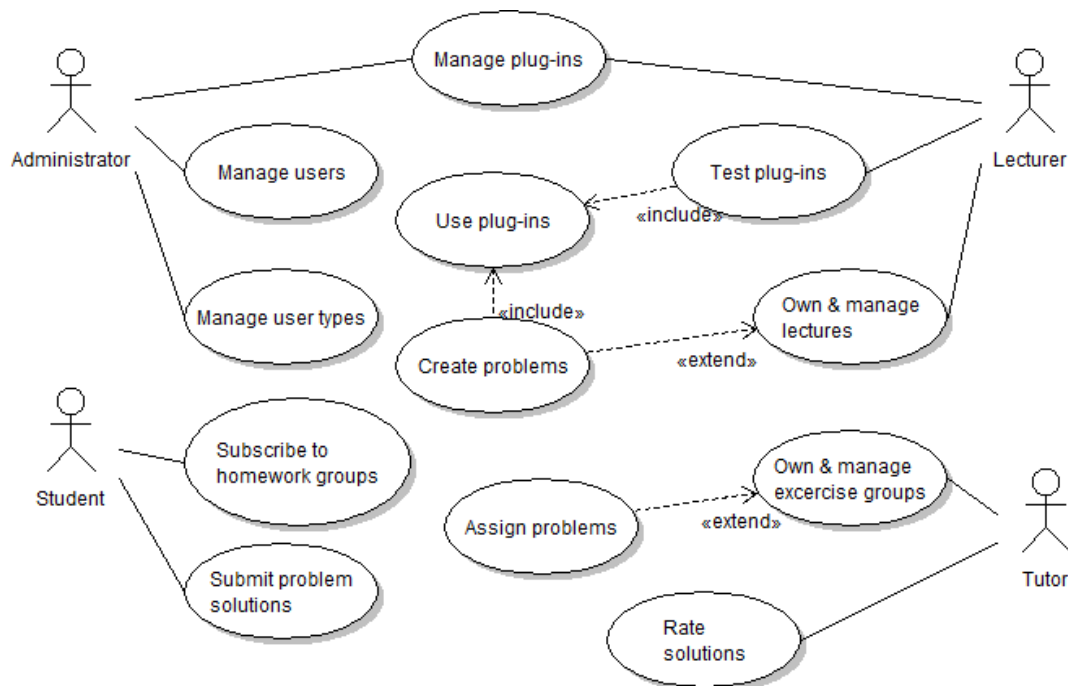 Manage plug-ins
Administrator
Lecturer
Manage users
Test plug-ins
Use plug-ins
«include»
Manage user types
«include»
Own & manage
lectures
Create problems
«extend»
Subscribe to
homework groups
Student
Own & manage
excercise groups
Assign problems
«extend»
Submit problem
solutions
Tutor
Rate
solutions